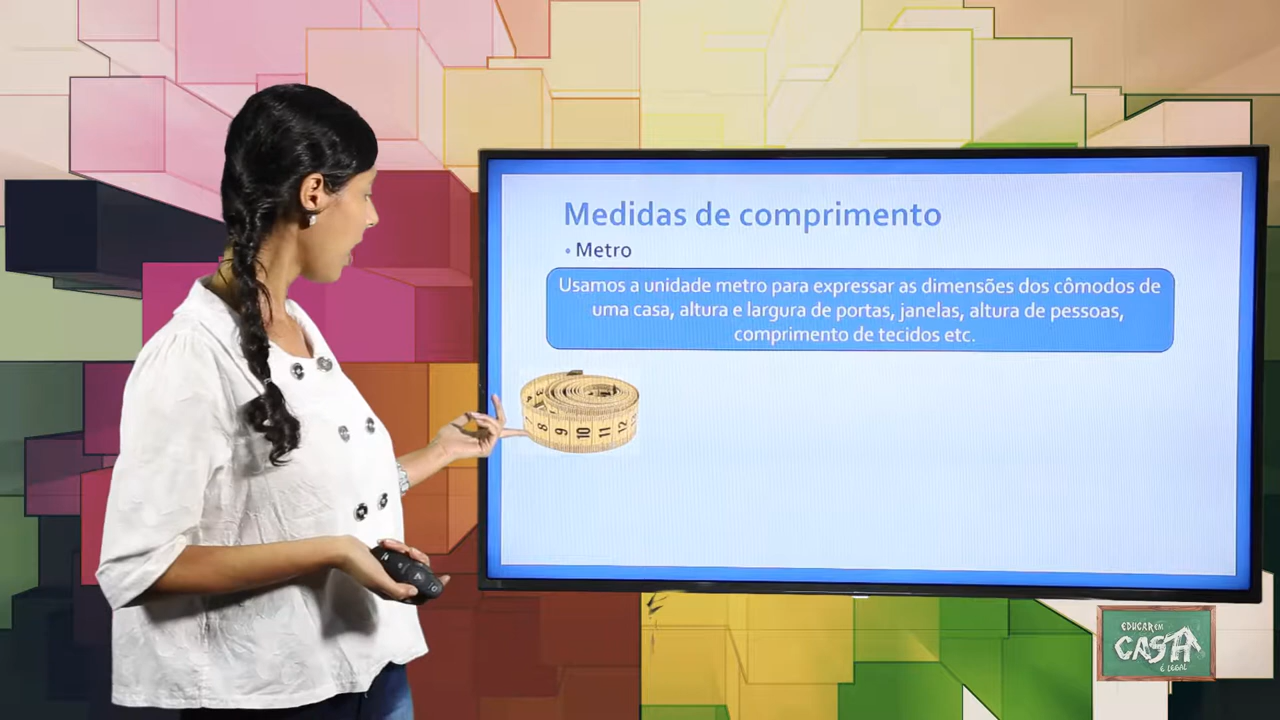 Medidas de comprimento
• Metro
Usamos a unidade metro para expressar as dimensões dos cômodos de
uma casa, altura e largura de portas, janelas, altura de pessoas,
comprimento de tecidos etc.
8 9 10 11 12
EDUCAR EM
CASA
É LEGAL